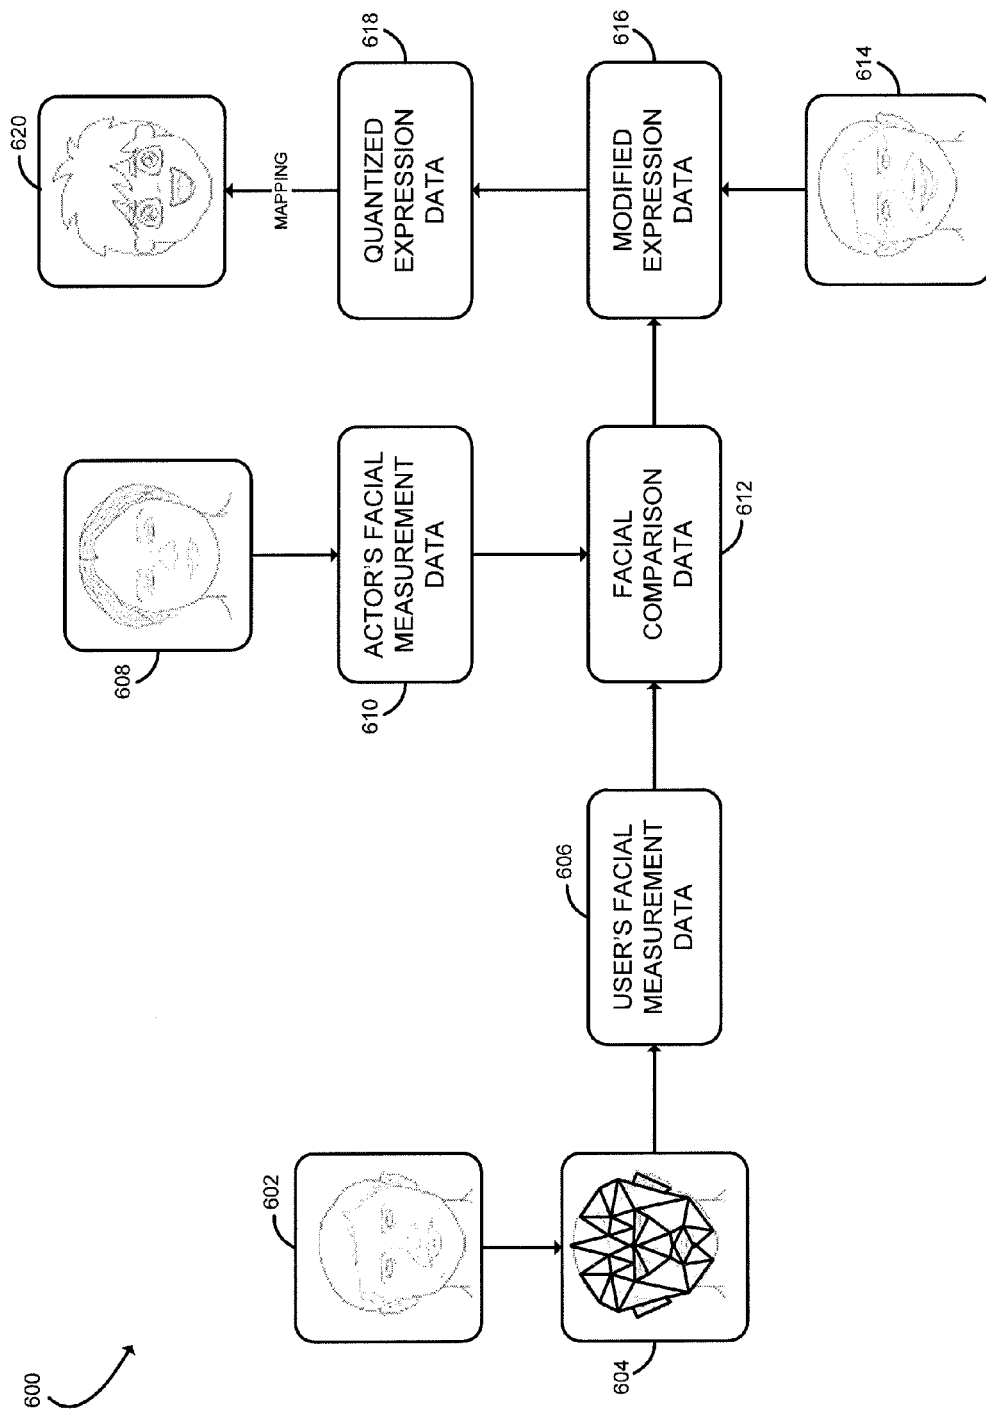 600
602
604
606
USER'S FACIAL
MEASUREMENT
DATA
608
610
ACTOR'S FACIAL
MEASUREMENT
DATA
FACIAL
COMPARISON
DATA
612
614
616
MODIFIED
EXPRESSION
DATA
618
QUANTIZED
EXPRESSION
DATA
MAPPING
620